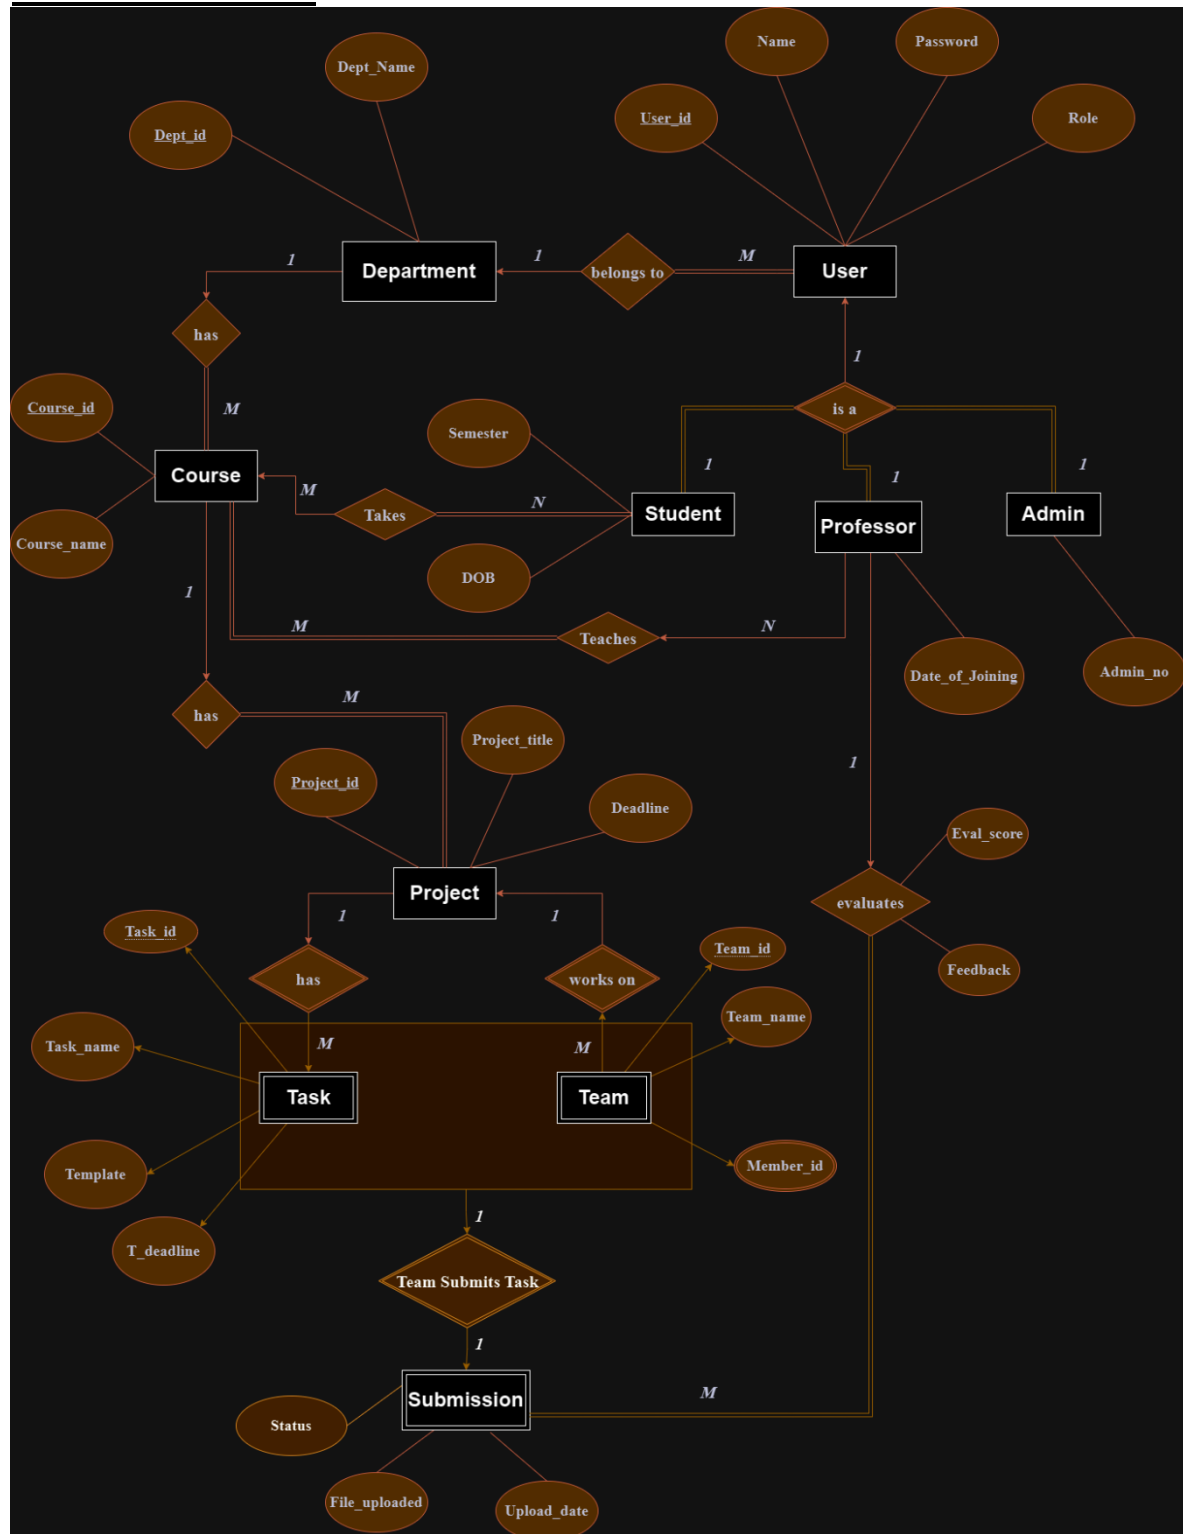 Name
Password
Dept_Name
User_id
Role
Dept_id
1
1
M
Department
belongs to
User
has
1
1
is a
M
Course_id
Semester
Course
M
N
1
1
1
Takes
Student
Professor
Admin
Course_name
DOB
1
M
Teaches
N
Date_of_Joining
Admin_no
has
M
Project_title
Project_id
Deadline
1
Eval_score
Project
evaluates
1
1
Task_id
Team_id
has
works on
Feedback
Team_name
Task_name
M
M
Task
Team
Template
Member_id
1
T_deadline
Team Submits Task
1
Submission
M
Status
File_uploaded
Upload_date